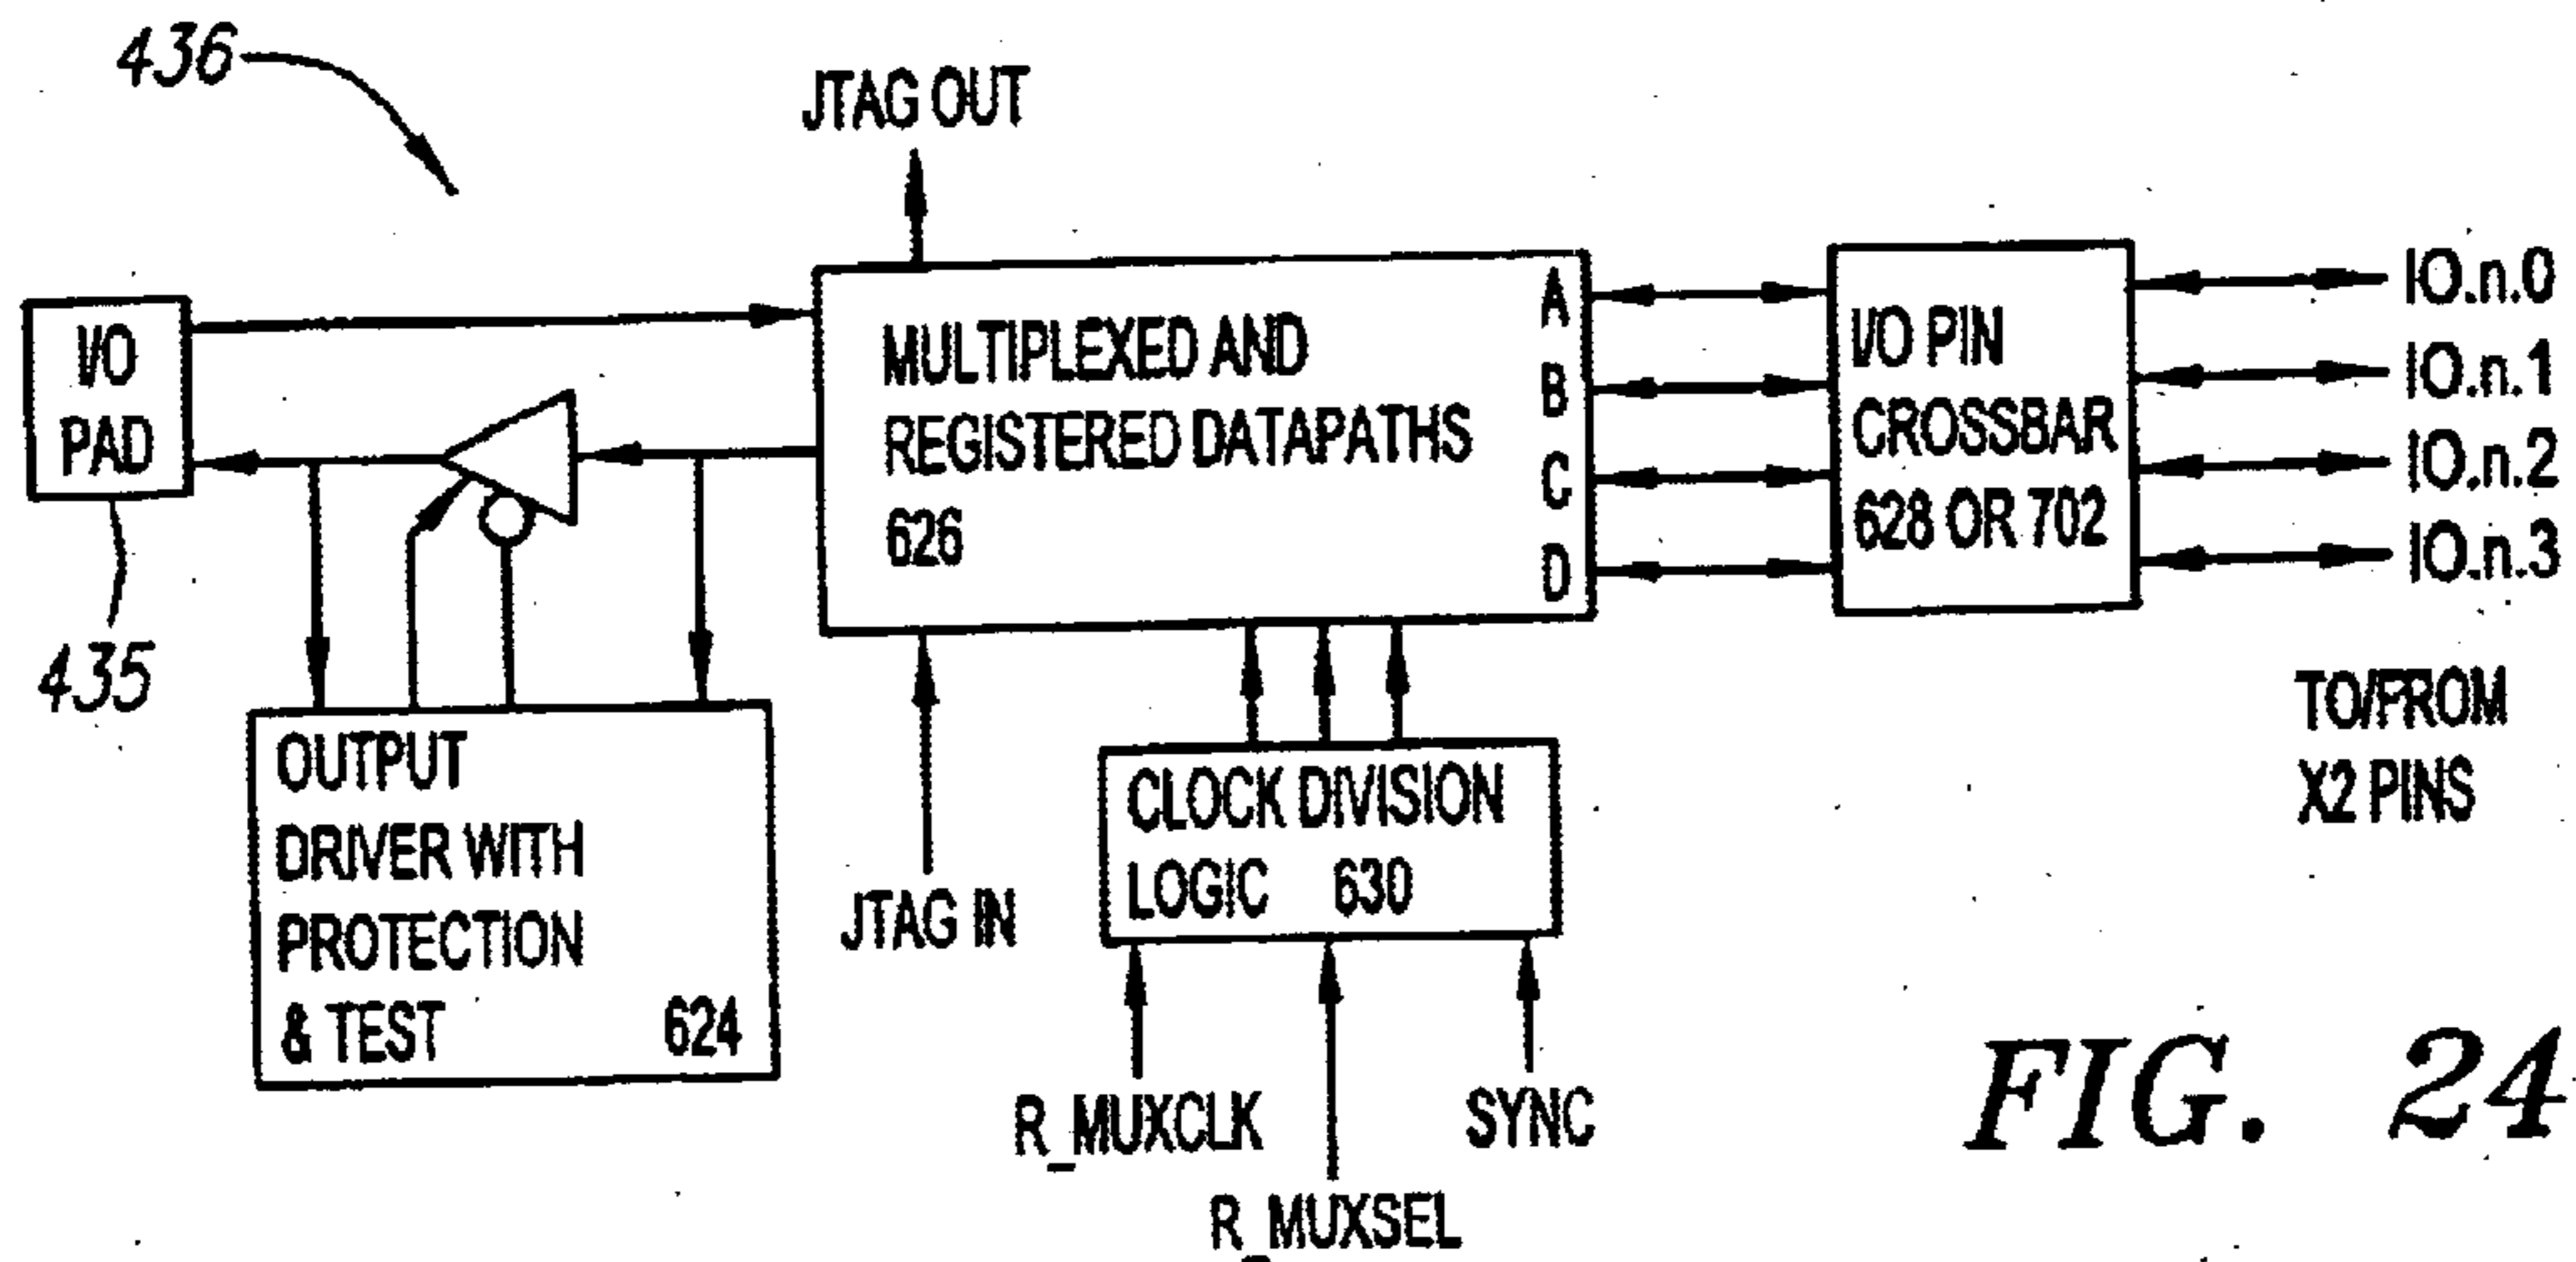 436
JTAG OUT
I/O
PAD
435
MULTIPLEXED AND
REGISTERED DATAPATHS
626
A
B
C
D
I/O PIN
CROSSBAR
628 OR 702
IO.n.0
IO.n.1
IO.n.2
IO.n.3
TO/FROM
X2 PINS
OUTPUT
DRIVER WITH
PROTECTION
& TEST 624
JTAG IN
CLOCK DIVISION
LOGIC 630
R_MUXCLK
R_MUXSEL
SYNC
FIG. 24